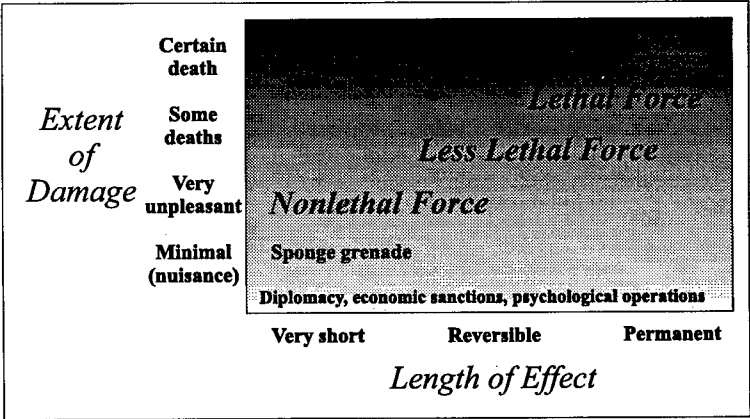 Certain
death
Extent
of
Damage
Some
deaths
Very
unpleasant
Minimal
(nuisance)
Lethal Force
Less Lethal Force
Nonlethal Force
Sponge grenade
Diplomacy, economic sanctions, psychological operations
Very short
Reversible
Permanent
Length of Effect